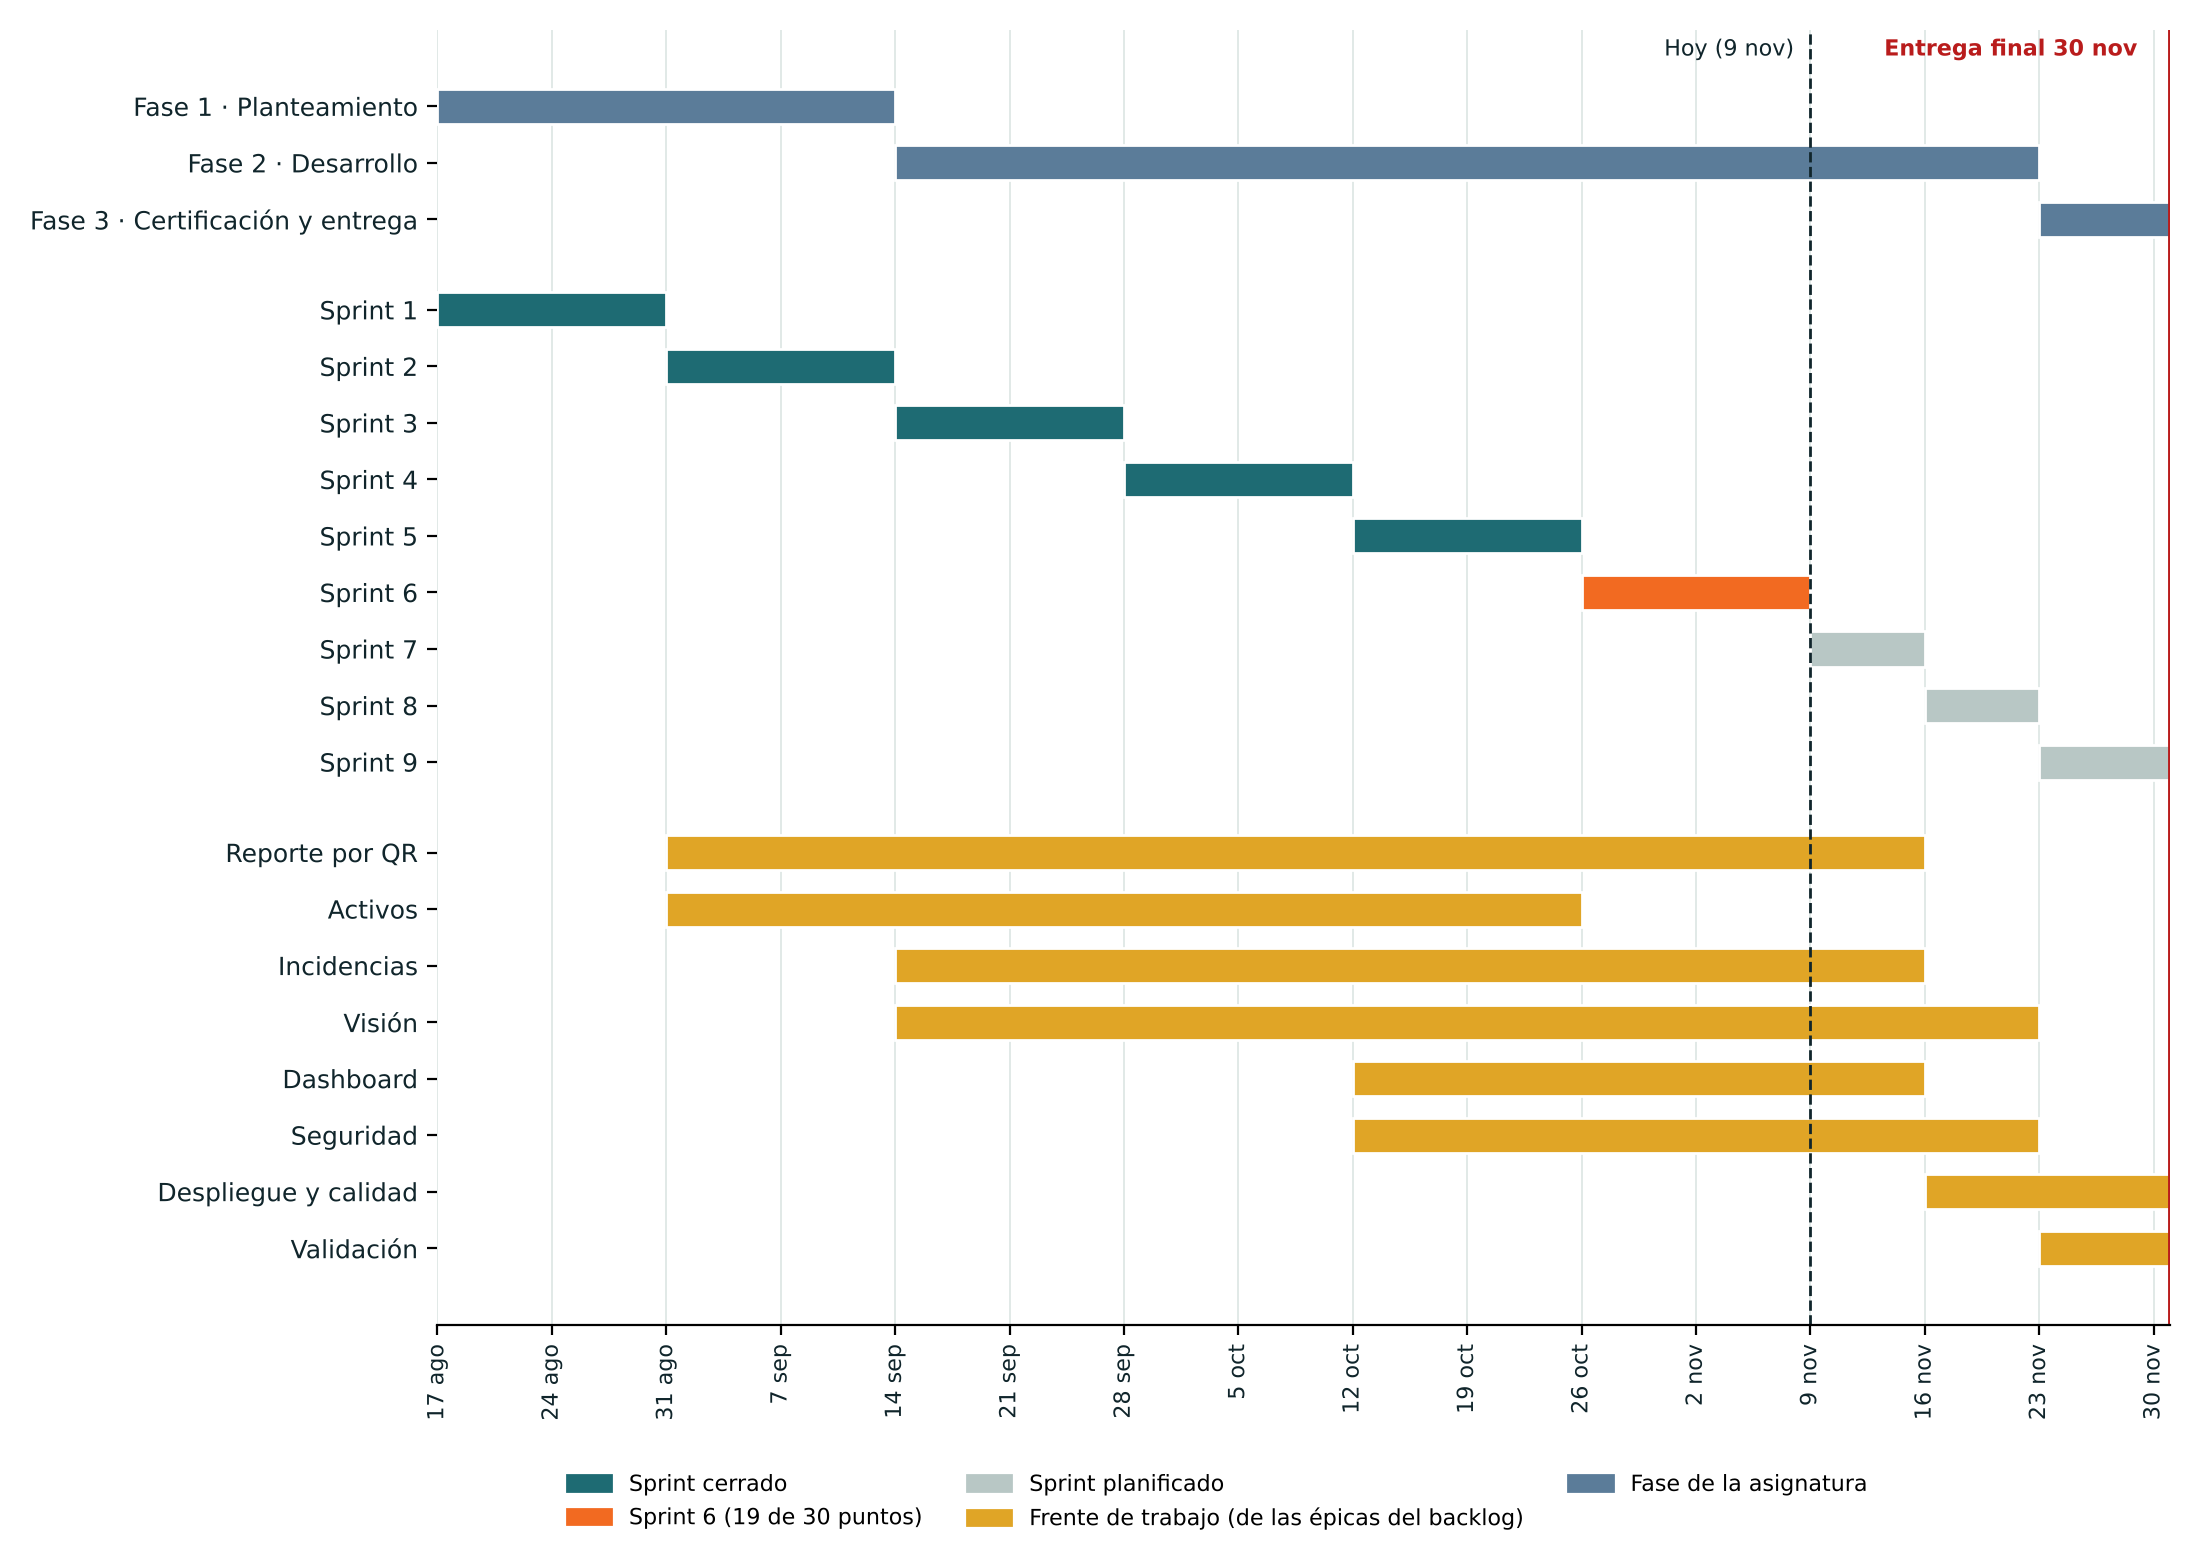 Hoy (9 nov)
Entrega final 30 nov
Fase 1 · Planteamiento
Fase 2 · Desarrollo
Fase 3 · Certificación y entrega
Sprint 1
Sprint 2
Sprint 3
Sprint 4
Sprint 5
Sprint 6
Sprint 7
Sprint 8
Sprint 9
Reporte por QR
Activos
Incidencias
Visión
Dashboard
Seguridad
Despliegue y calidad
Validación
17 ago
24 ago
31 ago
7 sep
14 sep
21 sep
28 sep
5 oct
12 oct
19 oct
26 oct
2 nov
9 nov
16 nov
23 nov
30 nov
Sprint cerrado
Sprint 6 (19 de 30 puntos)
Sprint planificado
Frente de trabajo (de las épicas del backlog)
Fase de la asignatura